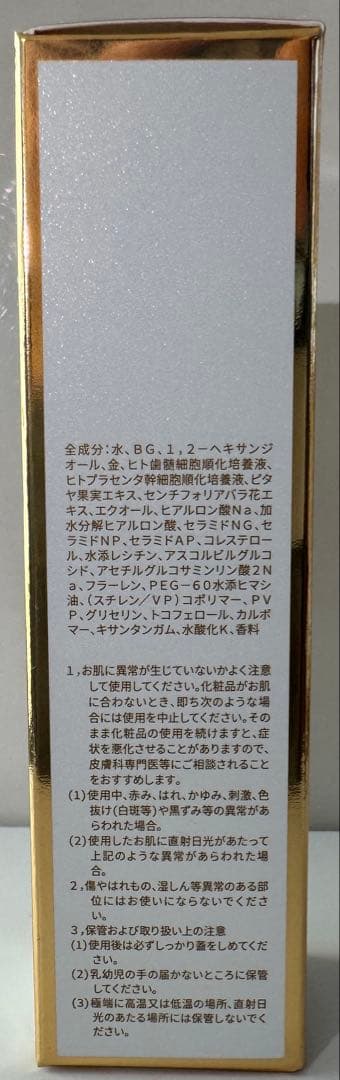 全成分：水、ＢＧ、１，２－ヘキサンジ
オール、金、ヒト歯髄細胞順化培養液、
ヒトプラセンタ幹細胞順化培養液、ピタ
ヤ果実エキス、センチフォリアバラ花エ
キス、エクオール、ヒアルロン酸Ｎａ、加
水分解ヒアルロン酸、セラミドＮＧ、セ
ラミドＮＰ、セラミドＡＰ、コレステロー
ル、水添レシチン、アスコルビルグルコ
シド、アセチルグルコサミンリン酸２Ｎ
ａ、フラーレン、ＰＥＧ－６０水添ヒマシ
油、（スチレン／ＶＰ）コポリマー、ＰＶ
Ｐ、グリセリン、トコフェロール、カルボ
マー、キサンタンガム、水酸化Ｋ、香料
１，お肌に異常が生じていないかよく注意
して使用してください。化粧品がお肌
に合わないとき、即ち次のような場
合には使用を中止してください。その
まま化粧品の使用を続けますと、症
状を悪化させることがありますので、
皮膚科専門医等にご相談されること
をおすすめします。
（１）使用中、赤み、はれ、かゆみ、刺激、色
抜け（白斑等）や黒ずみ等の異常があ
らわれた場合。
（２）使用したお肌に直射日光があたって
上記のような異常があらわれた場
合。
２，傷やはれもの、湿しん等異常のある部
位にはお使いにならないでくださ
い。
３，保管および取り扱い上の注意
（１）使用後は必ずしっかり蓋をしめてくだ
さい。
（２）乳幼児の手の届かないところに保管
してください。
（３）極端に高温又は低温の場所、直射日
光のあたる場所には保管しないでく
ださい。